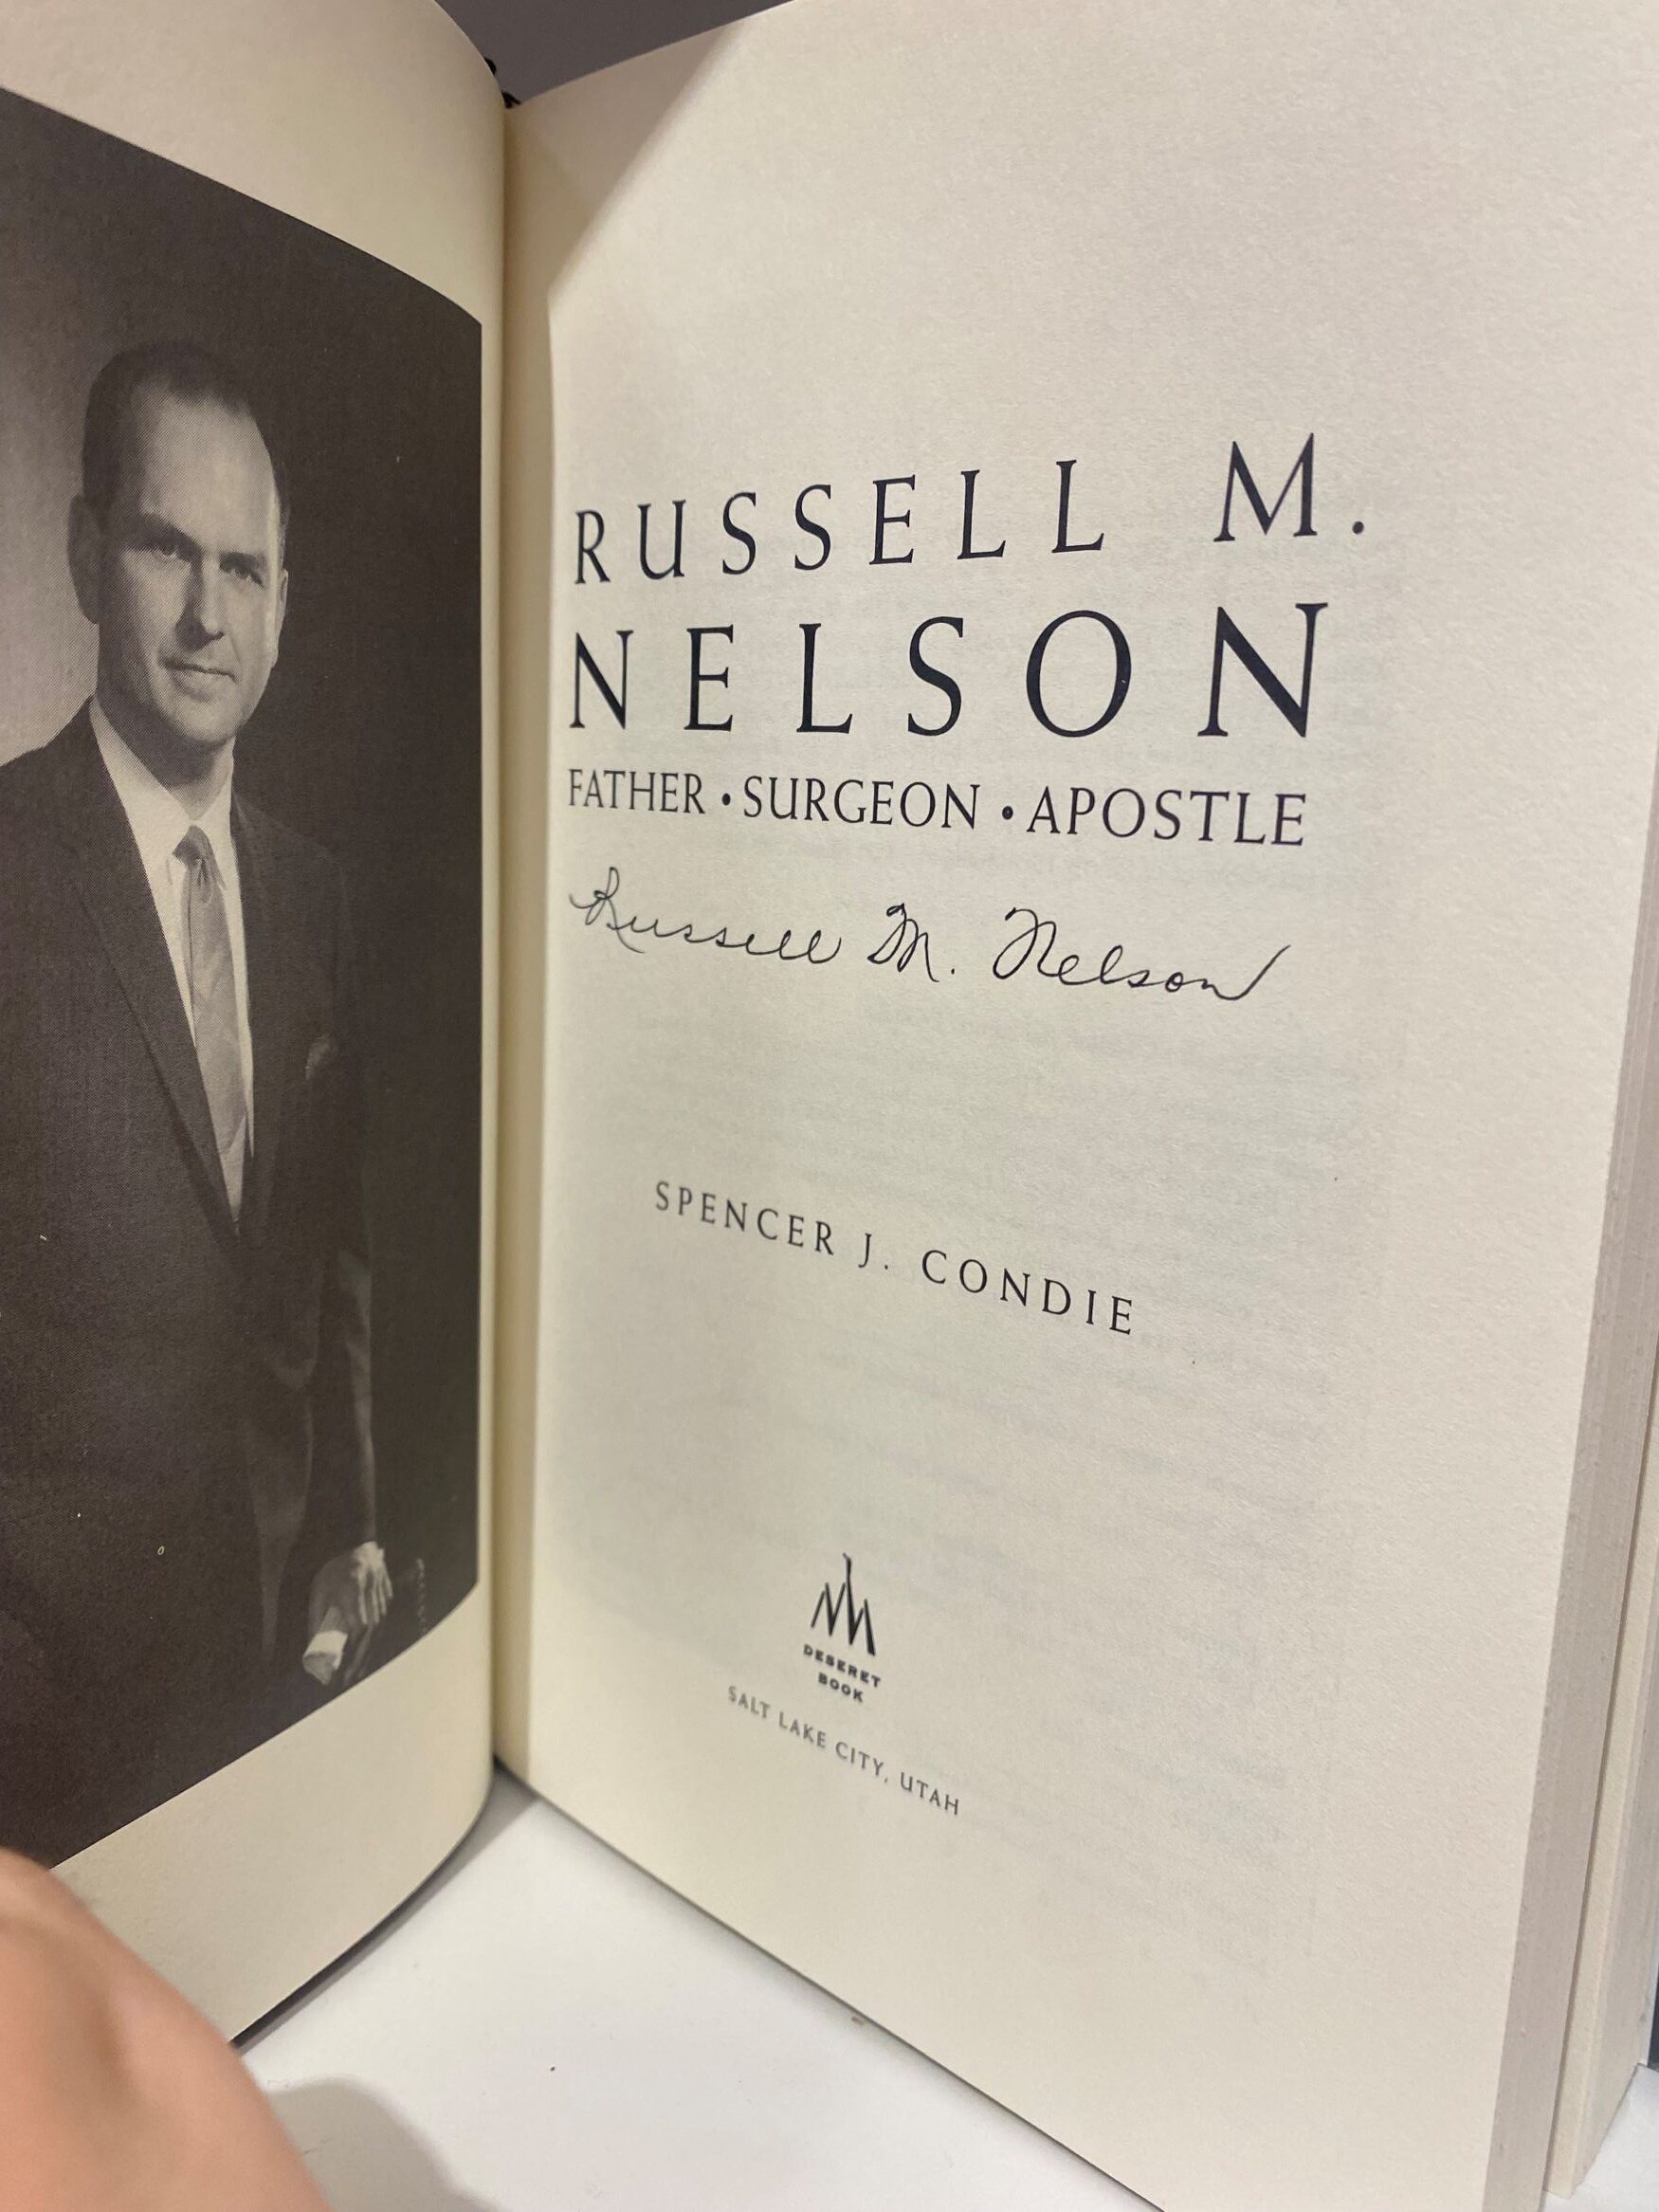 RUSSELL M.
NELSON
FATHER • SURGEON • APOSTLE
Russell M. Nelson
SPENCER J. CONDIE
DESERET
BOOK
SALT LAKE CITY, UTAH